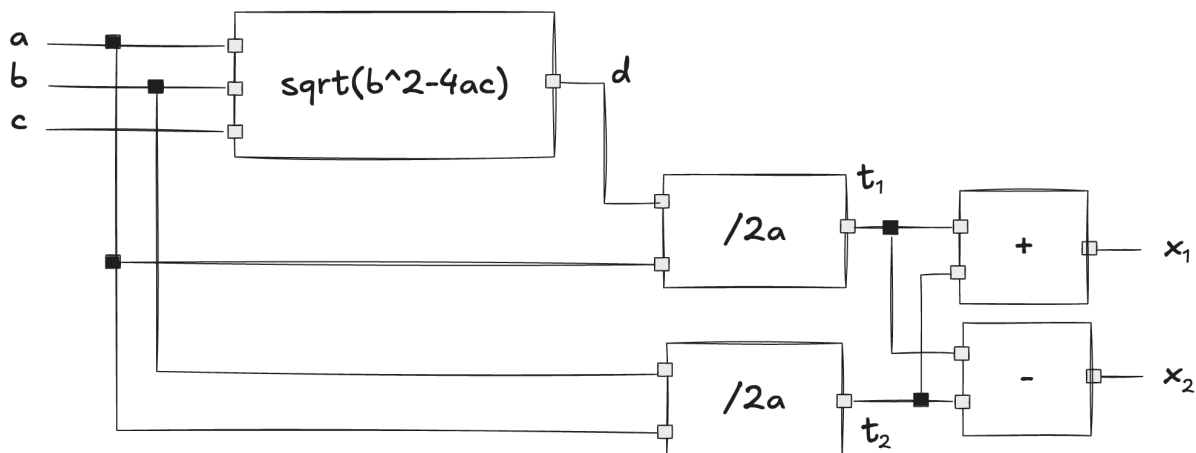 a
b
c
sqrt(b^2-4ac)
d
/2a
t₁
+
x₁
/2a
t₂
-
x₂